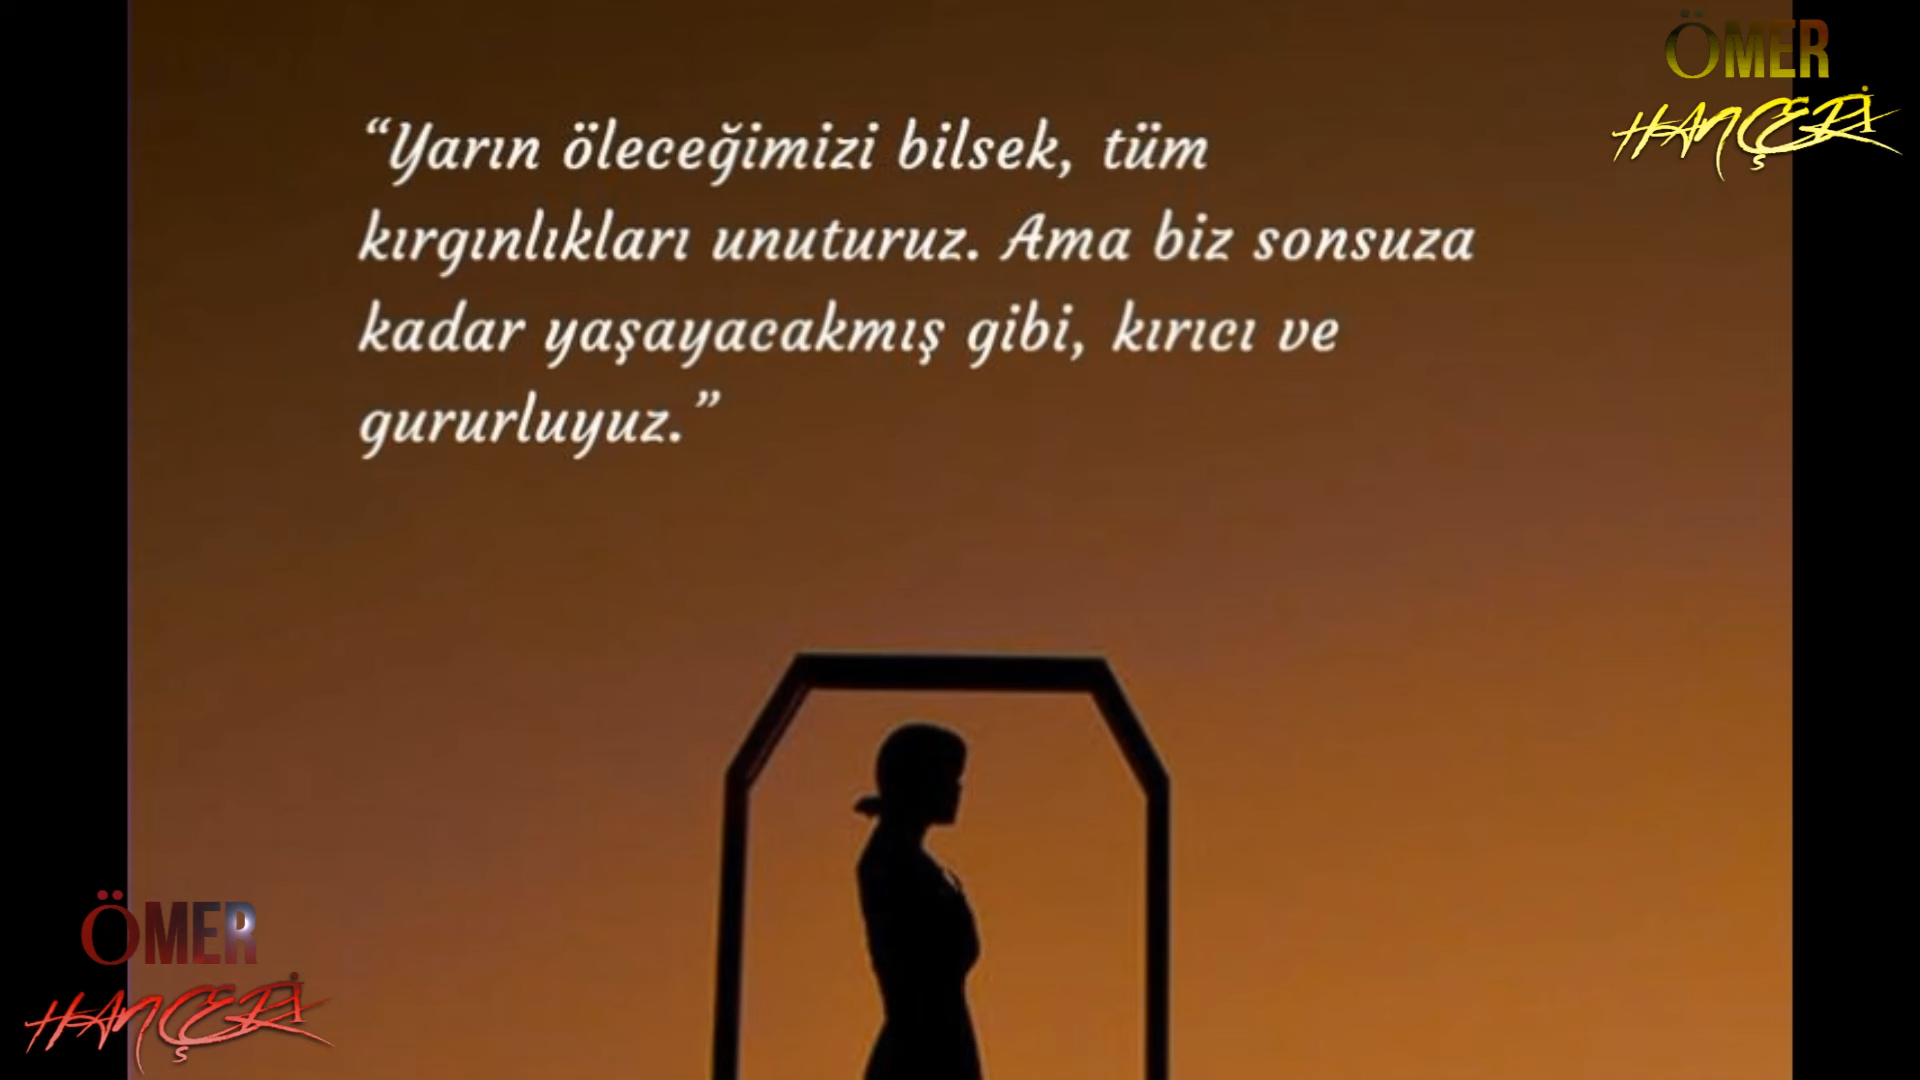 ÖMER
HANÇERİ
“Yarın öleceğimizi bilsek, tüm
kırgınlıkları unuturuz. Ama biz sonsuza
kadar yaşayacakmış gibi, kırıcı ve
gururluyuz.”
ÖMER
HANÇERİ